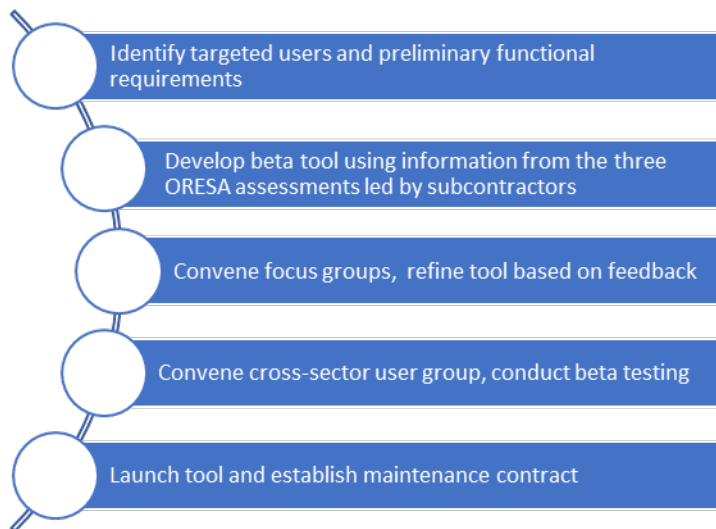 Identify targeted users and preliminary functional
requirements
Develop beta tool using information from the three
ORESA assessments led by subcontractors
Convene focus groups,  refine tool based on feedback
Convene cross-sector user group, conduct beta testing
Launch tool and establish maintenance contract